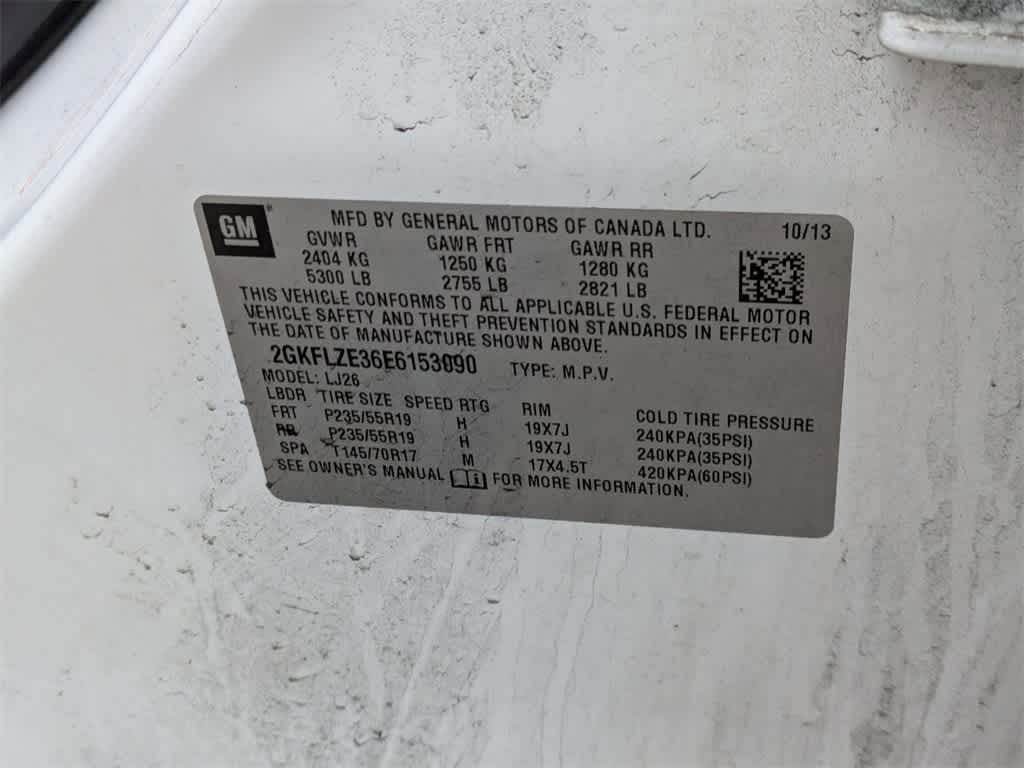 GM
MFD BY GENERAL MOTORS OF CANADA LTD. 10/13
GVWR GAWR FRT GAWR RR
2404 KG 1250 KG 1280 KG
5300 LB 2755 LB 2821 LB
THIS VEHICLE CONFORMS TO ALL APPLICABLE U.S. FEDERAL MOTOR
VEHICLE SAFETY AND THEFT PREVENTION STANDARDS IN EFFECT ON
THE DATE OF MANUFACTURE SHOWN ABOVE.
2GKFLZE36E6153090 TYPE: M.P.V.
MODEL: LJ26
LBDR TIRE SIZE SPEED RTG RIM COLD TIRE PRESSURE
FRT P235/55R19 H 19X7J 240KPA(35PSI)
RR P235/55R19 H 19X7J 240KPA(35PSI)
SPA T145/70R17 M 17X4.5T 420KPA(60PSI)
SEE OWNER'S MANUAL FOR MORE INFORMATION.